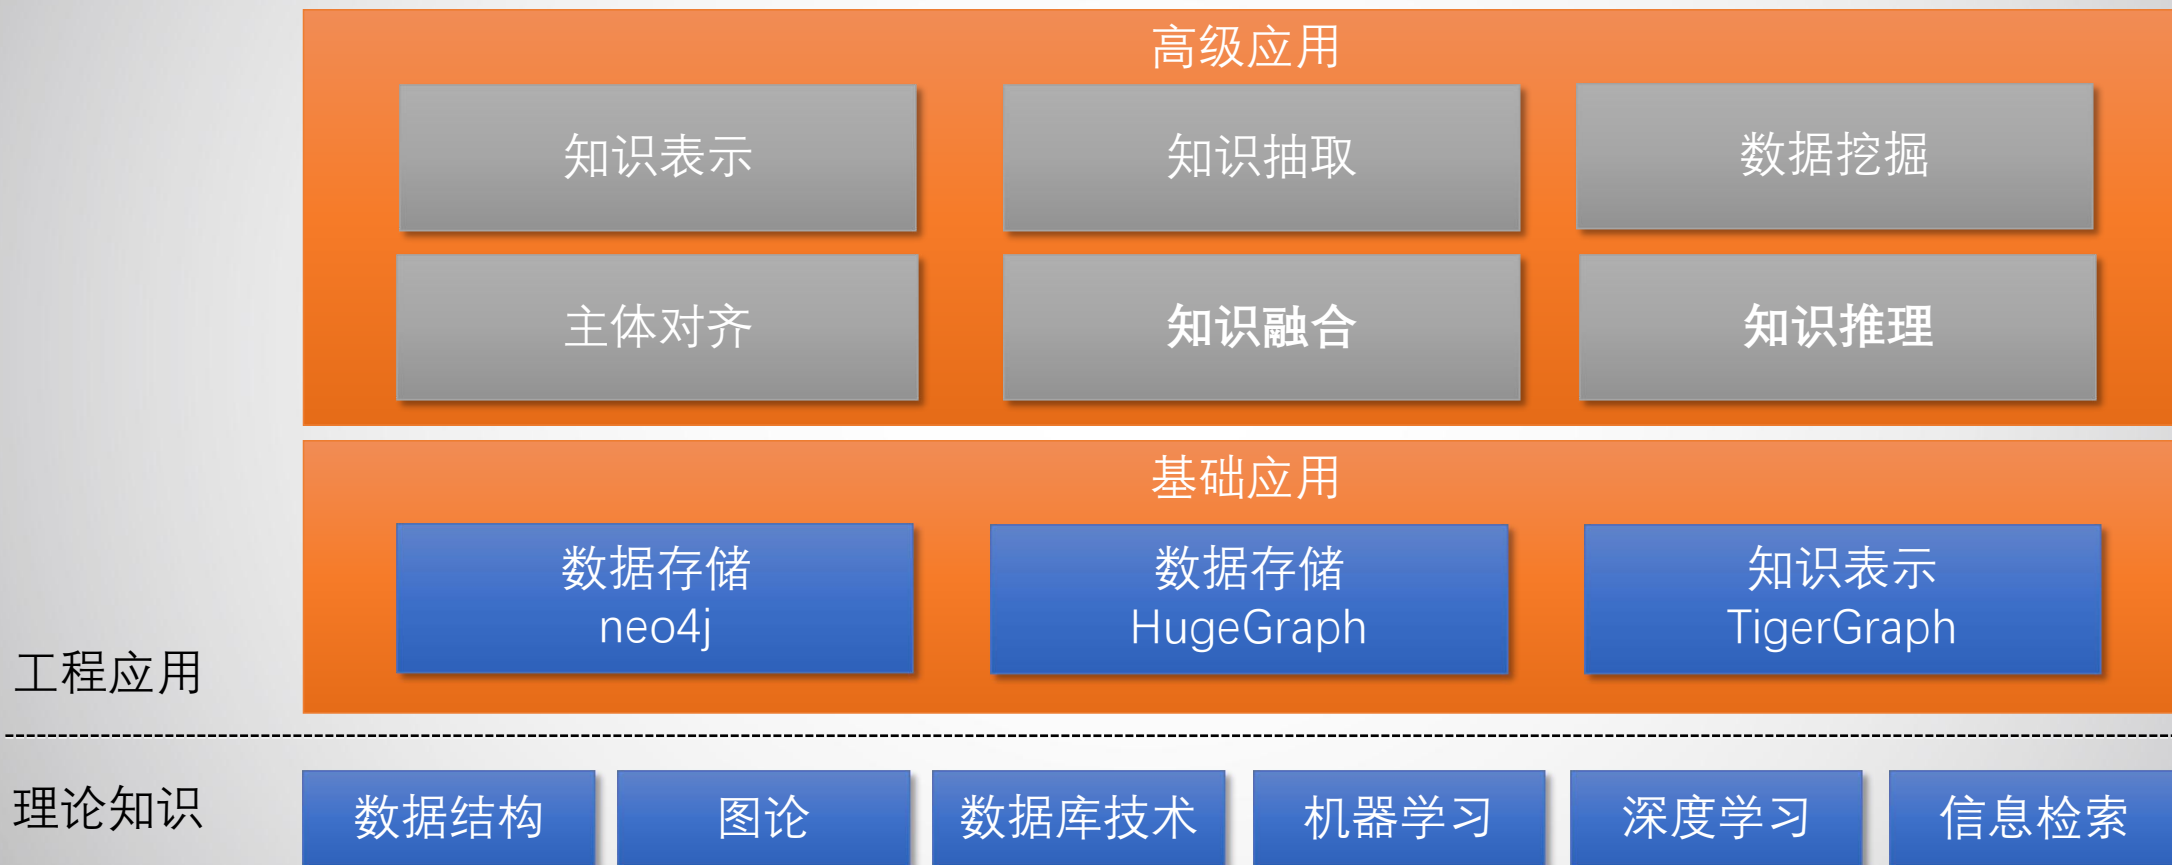 高级应用
知识表示
知识抽取
数据挖掘
主体对齐
知识融合
知识推理
基础应用
数据存储
neo4j
数据存储
HugeGraph
知识表示
TigerGraph
工程应用
理论知识
数据结构
图论
数据库技术
机器学习
深度学习
信息检索